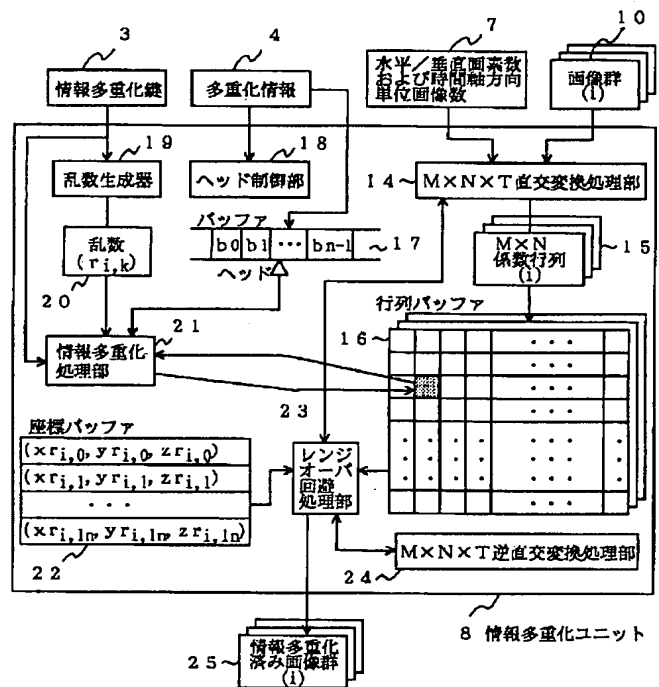 3
4
7
10
情報多重化鍵
多重化情報
水平／垂直画素数
および時間軸方向
単位画像数
画像群
(i)
19
乱数生成器
18
ヘッド制御部
14
M×N×T直交変換処理部
バッファ
b0 b1 ... bn-1
17
ヘッド
乱数
(ri,k)
20
M×N
係数行列
(i)
15
行列バッファ
16
21
情報多重化
処理部
23
座標バッファ
(xri,0, yri,0, zri,0)
(xri,1, yri,1, zri,1)
...
(xri,ln, yri,ln, zri,ln)
22
レンジ
オーバ
回避
処理部
M×N×T逆直交変換処理部
24
8 情報多重化ユニット
25
情報多重化
済み画像群
(i)